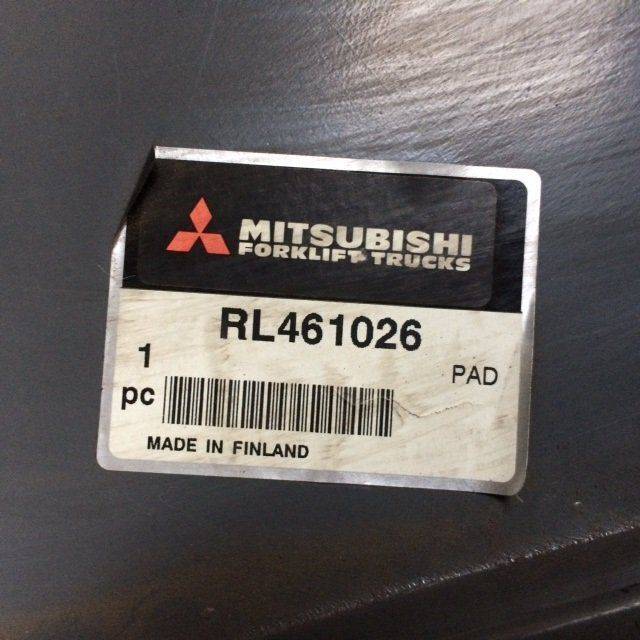 MITSUBISHI
FORKLIFT TRUCKS
RL461026
1
pc
PAD
MADE IN FINLAND